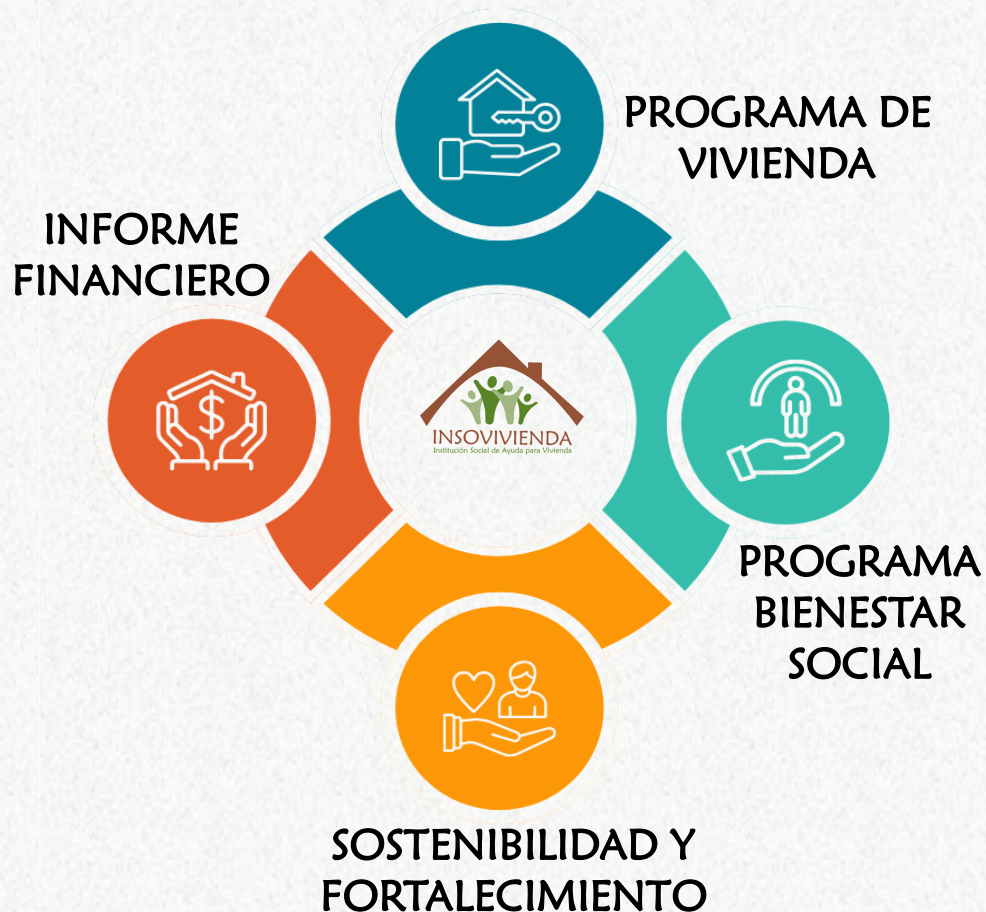 PROGRAMA DE
VIVIENDA
INFORME
FINANCIERO
$
INSOVIVIENDA
Institución Social de Ayuda para Vivienda
PROGRAMA
BIENESTAR
SOCIAL
SOSTENIBILIDAD Y
FORTALECIMIENTO